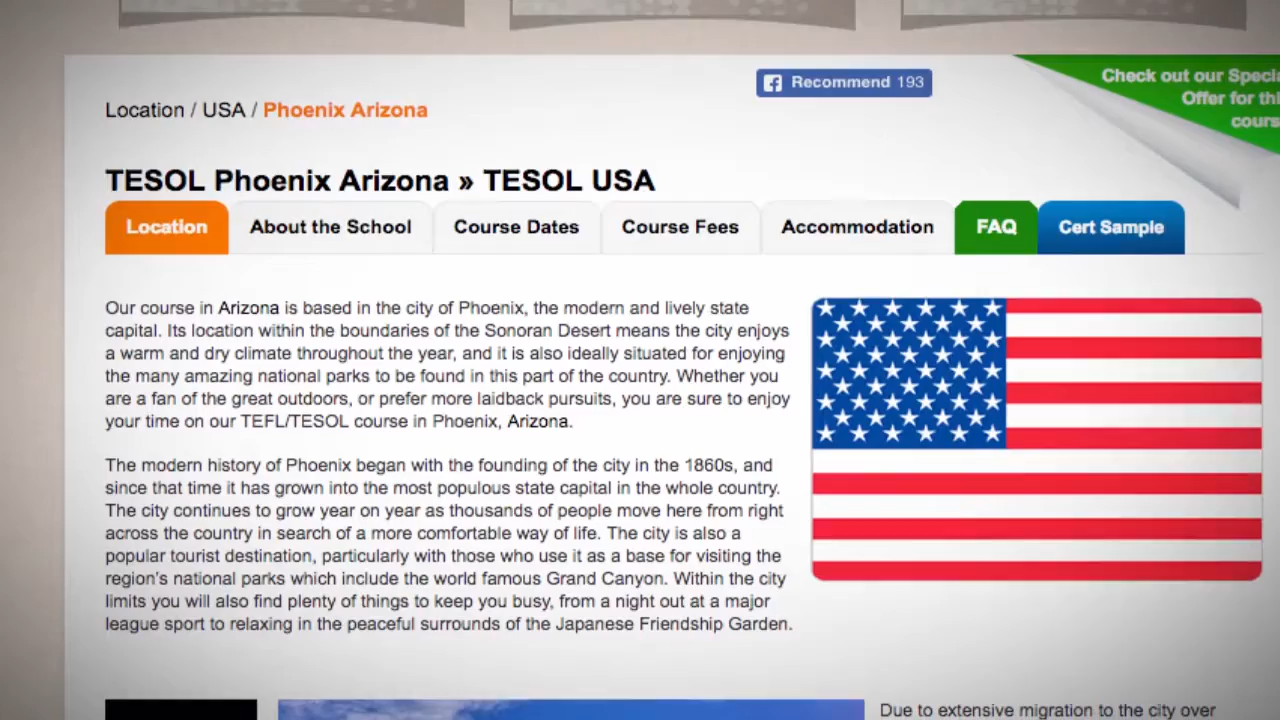 Recommend 193
Check out our
Offer for
Location / USA / Phoenix Arizona
TESOL Phoenix Arizona » TESOL USA
Location
About the School
Course Dates
Course Fees
Accommodation
FAQ
Cert Sample
Our course in Arizona is based in the city of Phoenix, the modern and lively state
capital. Its location within the boundaries of the Sonoran Desert means the city enjoys
a warm and dry climate throughout the year, and it is also ideally situated for enjoying
the many amazing national parks to be found in this part of the country. Whether you
are a fan of the great outdoors, or prefer more laidback pursuits, you are sure to enjoy
your time on our TEFL/TESOL course in Phoenix, Arizona.
The modern history of Phoenix began with the founding of the city in the 1860s, and
since that time it has grown into the most populous state capital in the whole country.
The city continues to grow year on year as thousands of people move here from right
across the country in search of a more comfortable way of life. The city is also a
popular tourist destination, particularly with those who use it as a base for visiting the
region's national parks which include the world famous Grand Canyon. Within the city
limits you will also find plenty of things to keep you busy, from a night out at a major
league sport to relaxing in the peaceful surrounds of the Japanese Friendship Garden.
Due to extensive migration to the city over